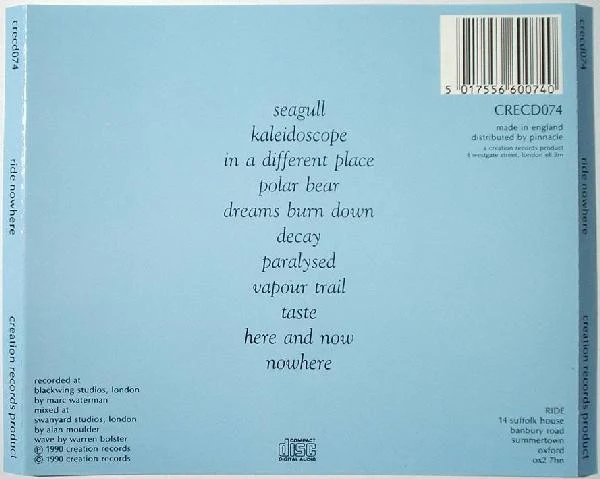 crecd074
ride nowhere
creation records product
5 017556 600740
CRECD074
made in england
distributed by pinnacle
a creation records product
8 westgate street, london e8 3rn
seagull
kaleidoscope
in a different place
polar bear
dreams burn down
decay
paralysed
vapour trail
taste
here and now
nowhere
recorded at
blackwing studios, london
by marc waterman
mixed at
swanyard studios, london
by alan moulder
wave by warren bolster
℗ 1990 creation records
© 1990 creation records
COMPACT
disc
DIGITAL AUDIO
RIDE
14 suffolk house
banbury road
summertown
oxford
ox2 7hn
crecd074
ride nowhere
creation records product